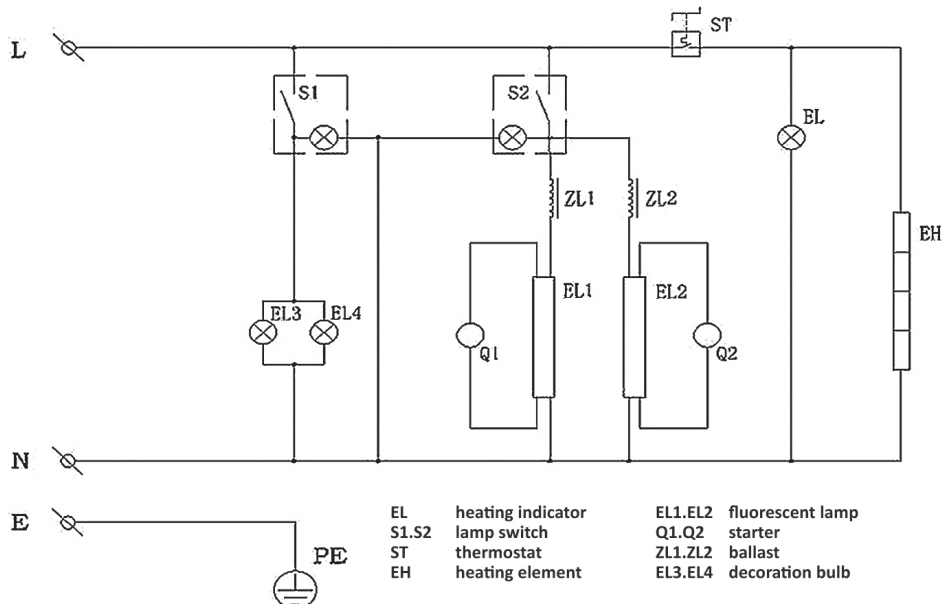 L
ST
S1
S2
EL
ZL1
ZL2
EH
EL1
EL2
EL3
EL4
Q1
Q2
N
E
PE
EL heating indicator
S1.S2 lamp switch
ST thermostat
EH heating element
EL1.EL2 fluorescent lamp
Q1.Q2 starter
ZL1.ZL2 ballast
EL3.EL4 decoration bulb